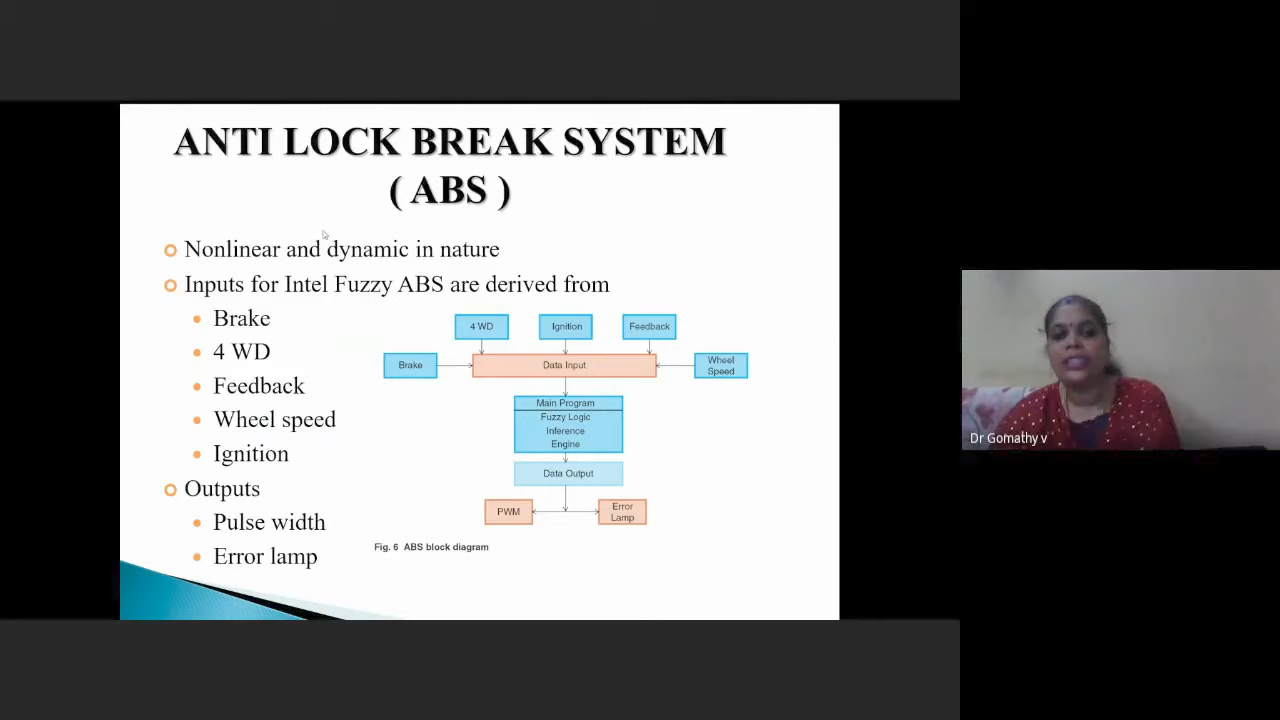 ANTI LOCK BREAK SYSTEM
( ABS )
Nonlinear and dynamic in nature
Inputs for Intel Fuzzy ABS are derived from
Brake
4 WD
Feedback
Wheel speed
Ignition
Outputs
Pulse width
Error lamp
4 WD
Ignition
Feedback
Brake
Data Input
Wheel
Speed
Main Program
Fuzzy Logic
Inference
Engine
Data Output
PWM
Error
Lamp
Fig. 6 ABS block diagram
Dr Gomathy v